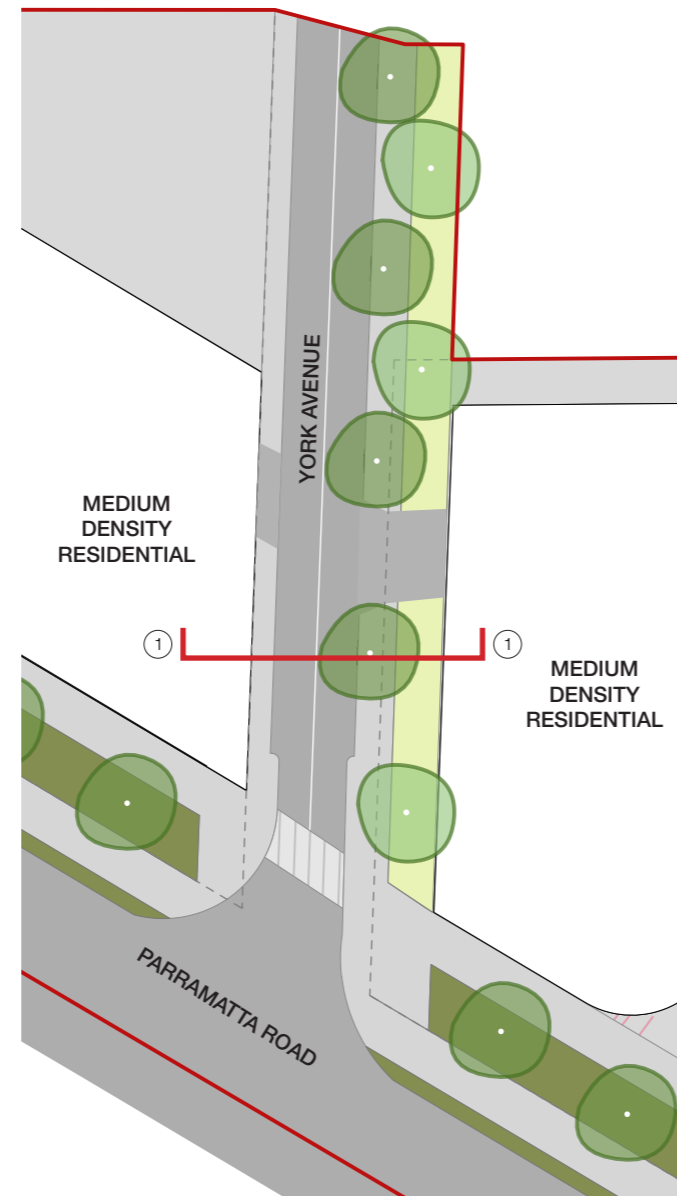 YORK AVENUE
MEDIUM
DENSITY
RESIDENTIAL
1
1
MEDIUM
DENSITY
RESIDENTIAL
PARRAMATTA ROAD